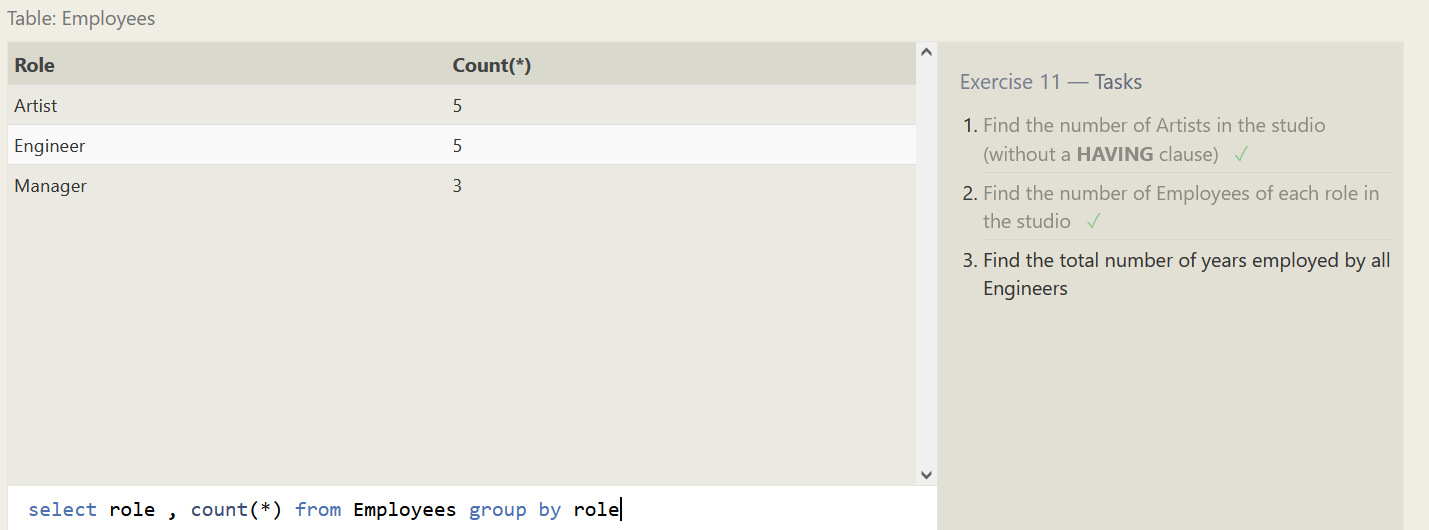 Table: Employees
Role Count(*)
Artist 5
Engineer 5
Manager 3
select role , count(*) from Employees group by role
Exercise 11 — Tasks
1. Find the number of Artists in the studio
(without a HAVING clause) ✓
2. Find the number of Employees of each role in
the studio ✓
3. Find the total number of years employed by all
Engineers